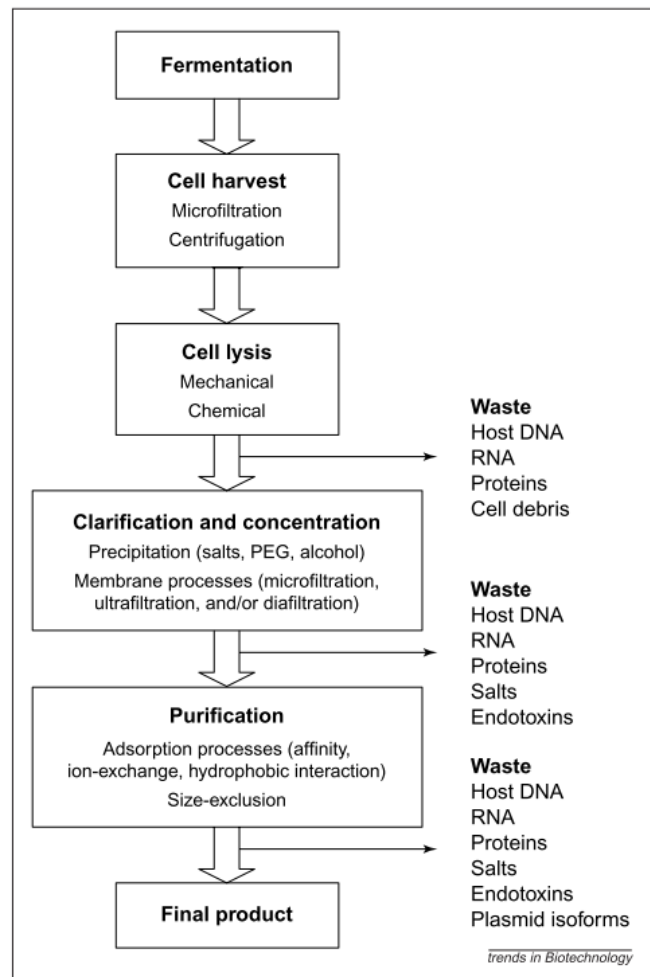 Fermentation
Cell harvest
Microfiltration
Centrifugation
Cell lysis
Mechanical
Chemical
Waste
Host DNA
RNA
Proteins
Cell debris
Clarification and concentration
Precipitation (salts, PEG, alcohol)
Membrane processes (microfiltration,
ultrafiltration, and/or diafiltration)
Waste
Host DNA
RNA
Proteins
Salts
Endotoxins
Purification
Adsorption processes (affinity,
ion-exchange, hydrophobic interaction)
Size-exclusion
Waste
Host DNA
RNA
Proteins
Salts
Endotoxins
Plasmid isoforms
Final product
trends in Biotechnology